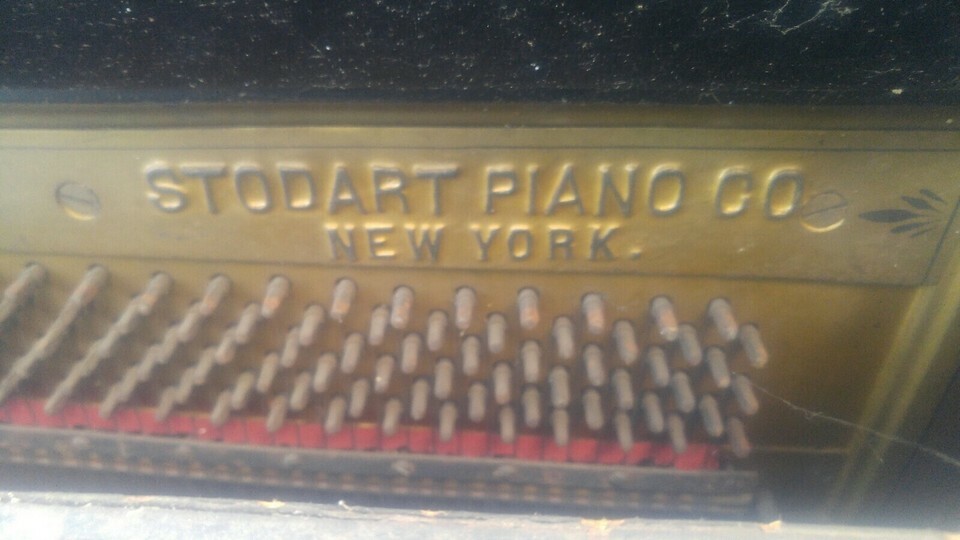 STODART PIANO CO
NEW YORK.